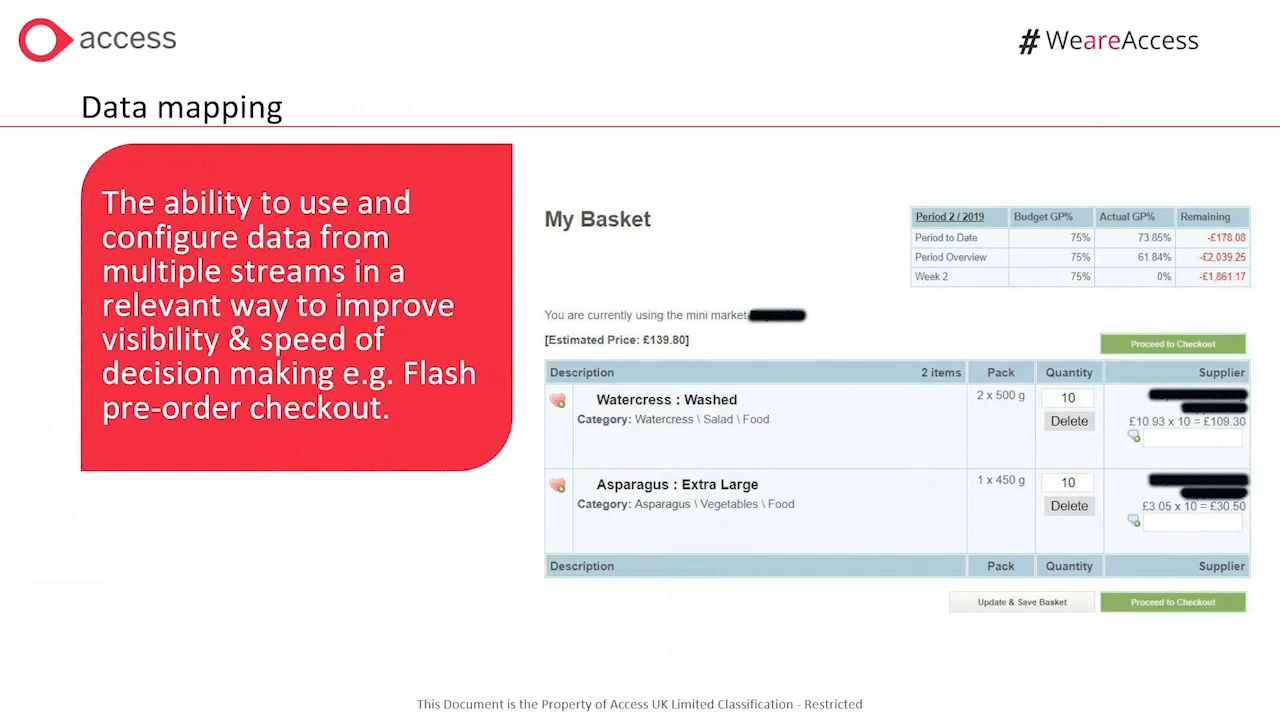 access
# WeareAccess
Data mapping
The ability to use and
configure data from
multiple streams in a
relevant way to improve
visibility & speed of
decision making e.g. Flash
pre-order checkout.
My Basket
Period 2 / 2019 Budget GP% Actual GP% Remaining
Period to Date 75% 73.85% -£178.08
Period Overview 75% 61.84% -£2,039.25
Week 2 75% 0% -£1,861.17
You are currently using the mini market
[Estimated Price: £139.80]
Proceed to Checkout
Description 2 items Pack Quantity Supplier
Watercress : Washed 2 x 500 g 10
Category: Watercress \ Salad \ Food Delete £10.93 x 10 = £109.30
Asparagus : Extra Large 1 x 450 g 10
Category: Asparagus \ Vegetables \ Food Delete £3.05 x 10 = £30.50
Description Pack Quantity Supplier
Update & Save Basket Proceed to Checkout
This Document is the Property of Access UK Limited Classification - Restricted